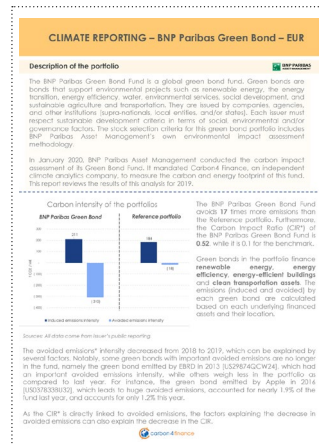 CLIMATE REPORTING – BNP Paribas Green Bond – EUR
Description of the portfolio
BNP PARIBAS
ASSET MANAGEMENT
The BNP Paribas Green Bond Fund is a global green bond fund. Green bonds are
bonds that support environmental projects such as renewable energy, the energy
transition, energy efficiency, water, environmental services, social development, and
sustainable agriculture and transportation. They are issued by companies, agencies,
and other institutions (supra-nationals, local entities, and/or states). Each issuer must
respect sustainable development criteria in terms of social, environmental and/or
governance factors. The stock selection criteria for this green bond portfolio includes
BNP Paribas Asset Management's own environmental impact assessment
methodology.
In January 2020, BNP Paribas Asset Management conducted the carbon impact
assessment of its Green Bond Fund. It mandated Carbon4 Finance, an independent
climate analytics company, to measure the carbon and energy footprint of this fund.
This report reviews the results of this analysis for 2019.
Carbon intensity of the portfolios
BNP Paribas Green Bond
Reference portfolio
Induced emissions intensity
Avoided emissions intensity
Sources: All data come from issuer's public reporting
The BNP Paribas Green Bond Fund
avoids 17 times more emissions than
the Reference portfolio. Furthermore,
the Carbon Impact Ratio (CIR*) of
the BNP Paribas Green Bond Fund is
0.52, while it is 0.1 for the benchmark.
Green bonds in the portfolio finance
renewable energy, energy
efficiency, energy-efficient buildings
and clean transportation assets. The
emissions (induced and avoided) by
each green bond are calculated
based on each underlying financed
assets and their location.
The avoided emissions* intensity decreased from 2018 to 2019, which can be explained by
several factors. Notably, some green bonds with important avoided emissions are no longer
in the fund, namely the green bond emitted by EBRD in 2013 [US29874QCW24], which had
an important avoided emissions intensity, while others weigh less in the portfolio as
compared to last year. For instance, the green bond emitted by Apple in 2016
[US037833BU32], which leads to huge avoided emissions, accounted for nearly 1.9% of the
fund last year, and accounts for only 1.2% this year.
As the CIR* is directly linked to avoided emissions, the factors explaining the decrease in
avoided emissions can also explain the decrease in the CIR.
carbon4finance